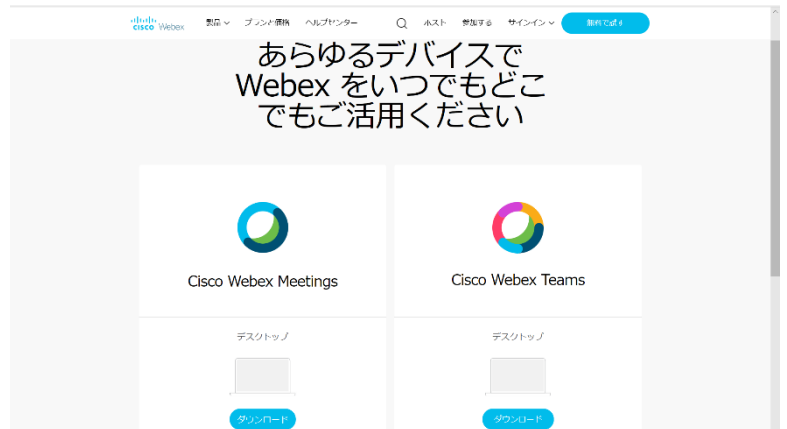 cisco Webex 製品 プランと価格 ヘルプセンター ホスト 参加する サインイン 無料で試す
あらゆるデバイスで
Webex をいつでもどこ
でもご活用ください
Cisco Webex Meetings
Cisco Webex Teams
デスクトップ
デスクトップ
ダウンロード
ダウンロード